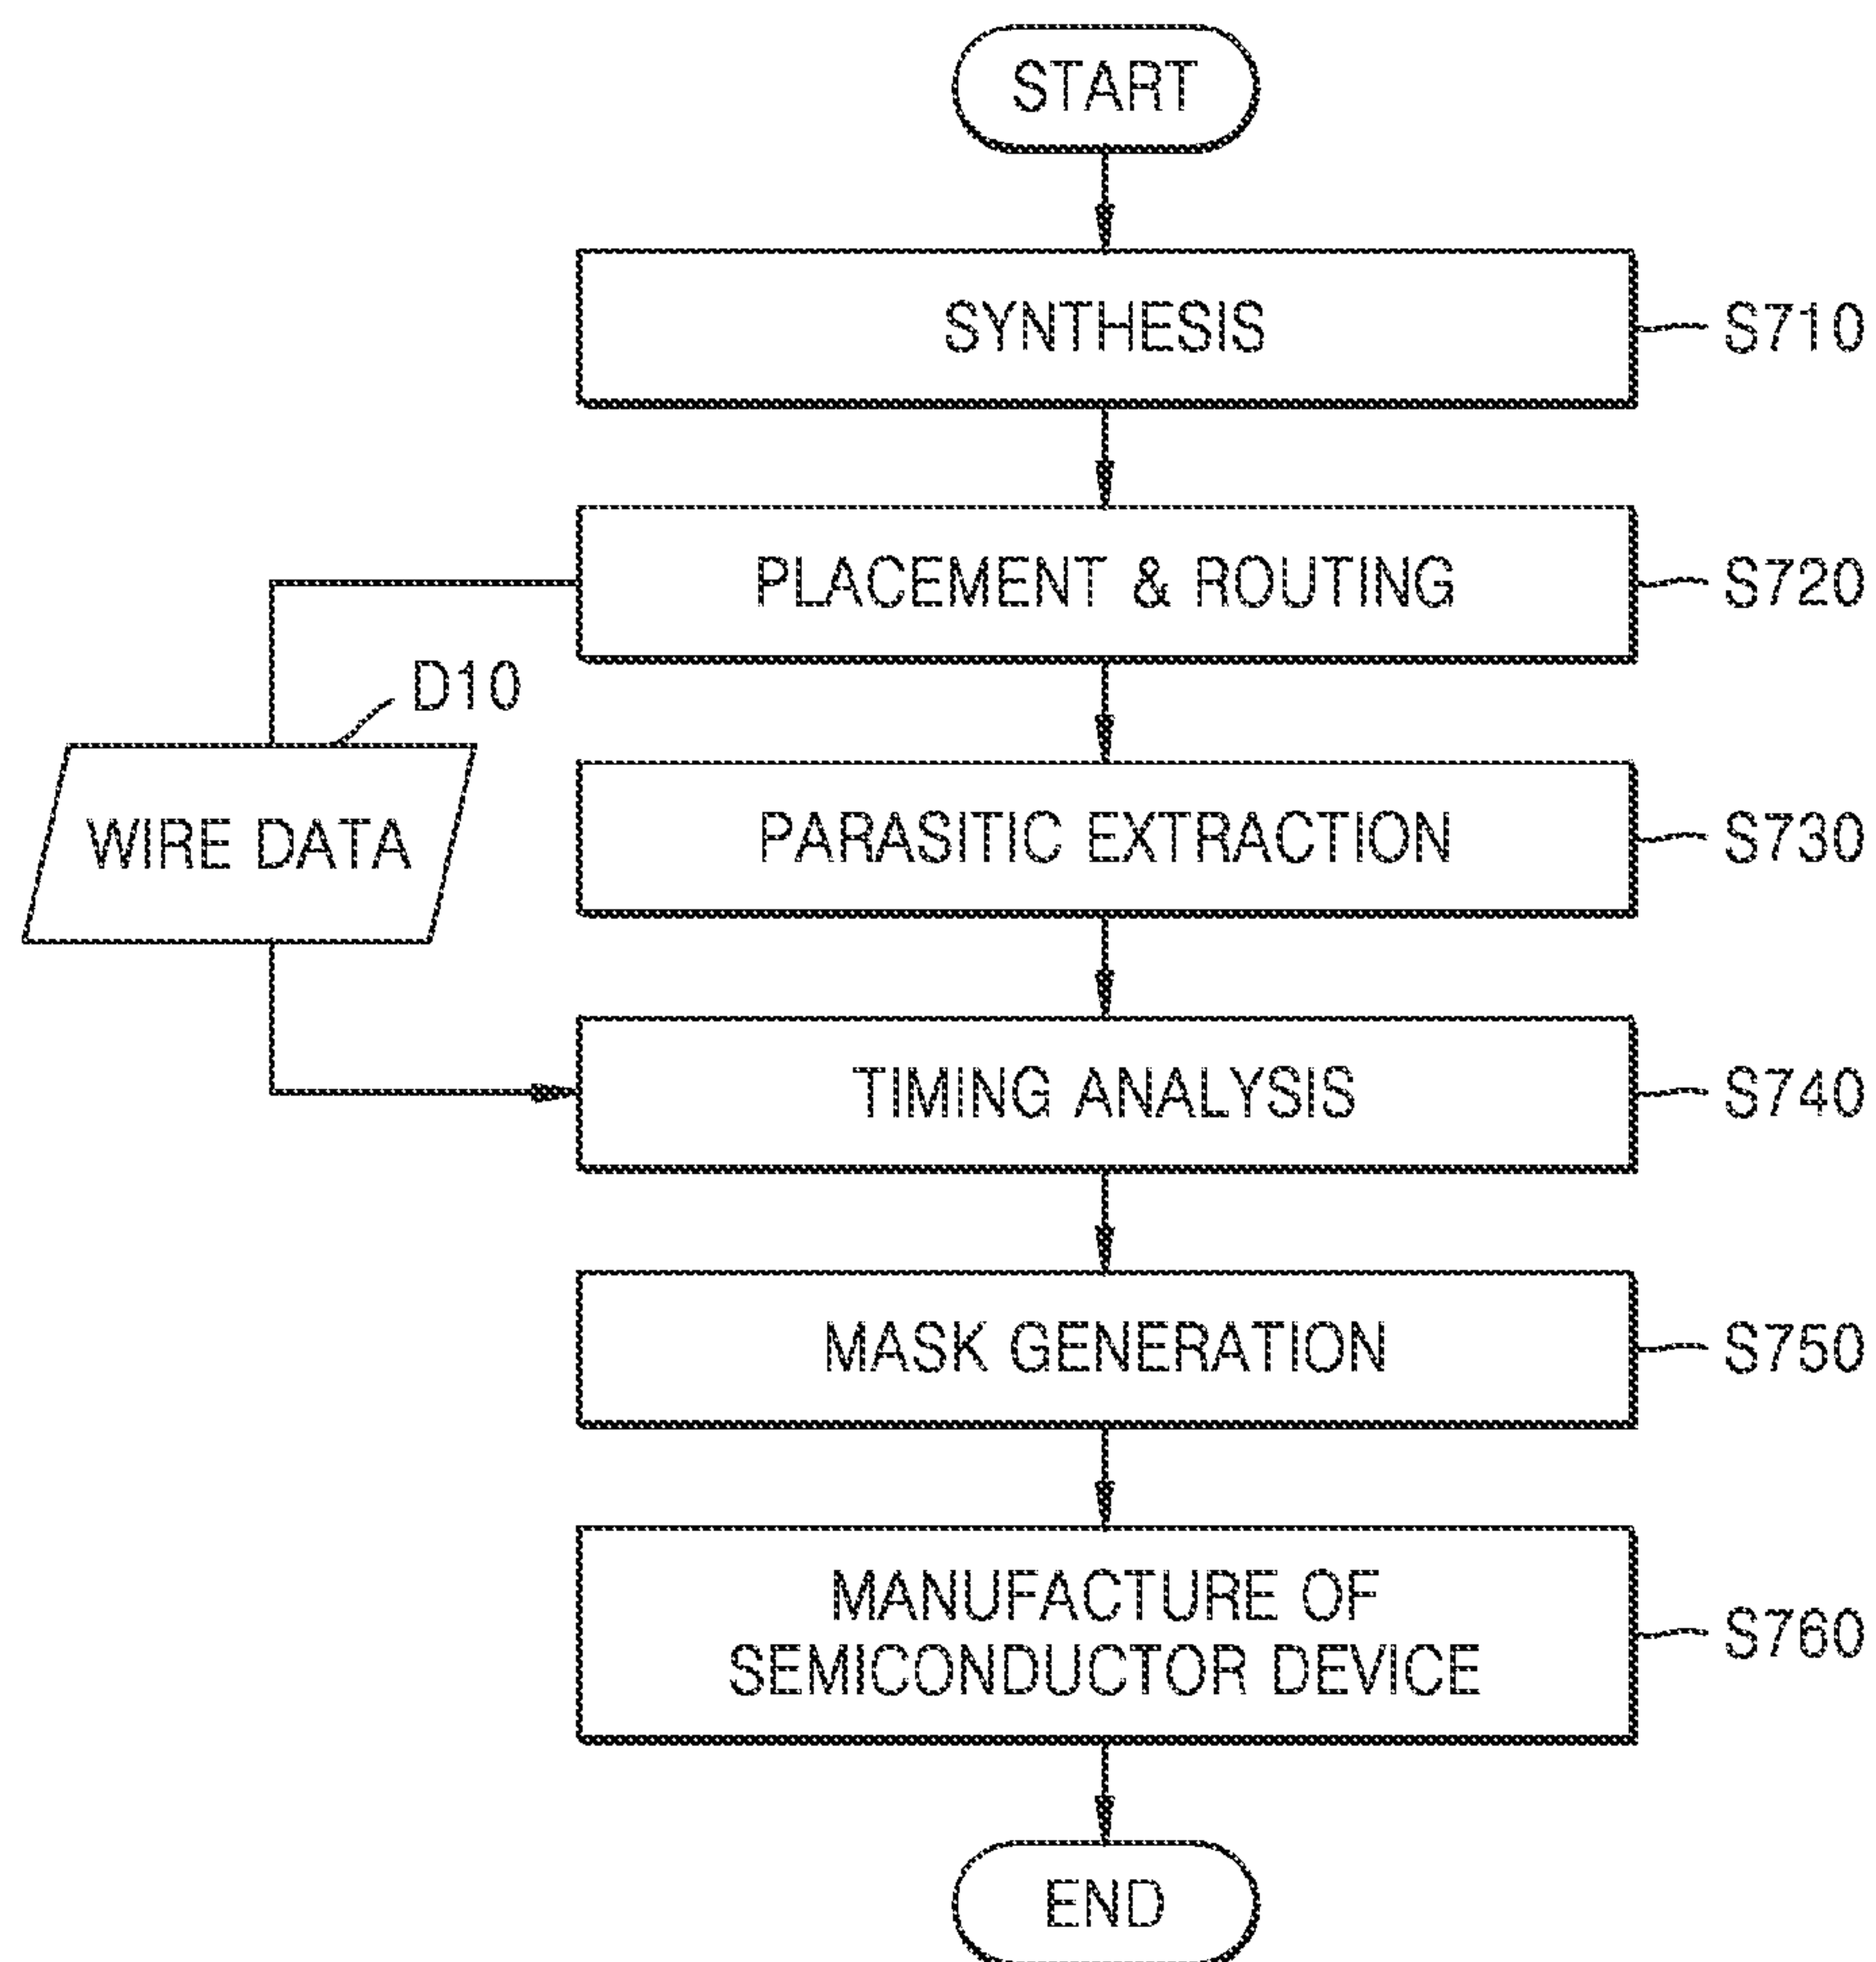 START
SYNTHESIS
S710
PLACEMENT & ROUTING
S720
D10
WIRE DATA
PARASITIC EXTRACTION
S730
TIMING ANALYSIS
S740
MASK GENERATION
S750
MANUFACTURE OF
SEMICONDUCTOR DEVICE
S760
END